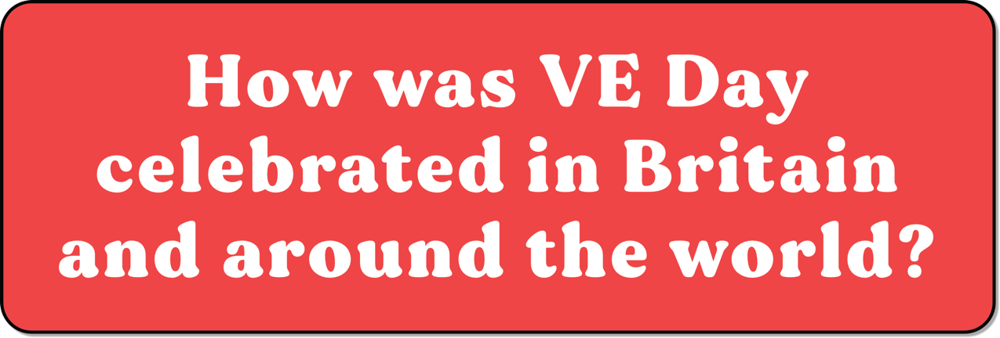 How was VE Day
celebrated in Britain
and around the world?